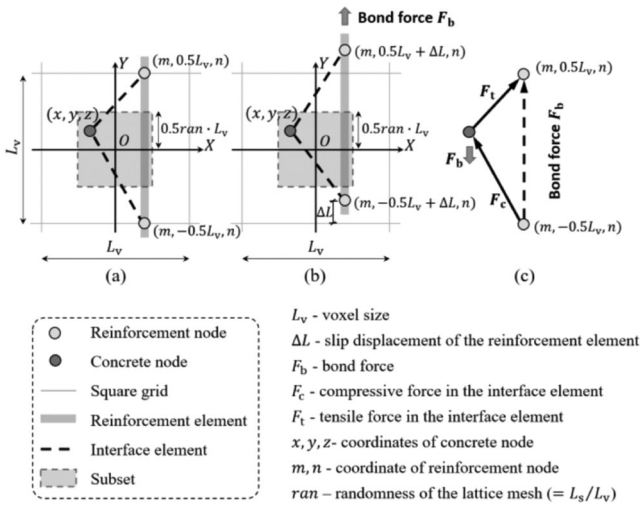 Bond force F_b
Y
(m, 0.5L_v, n)
(x, y, z)
0.5ran · L_v
O
X
L_v
(m, −0.5L_v, n)
L_v
(a)
Y
(m, 0.5L_v + ΔL, n)
(x, y, z)
0.5ran · L_v
O
X
(m, −0.5L_v + ΔL, n)
ΔL
L_v
(b)
(m, 0.5L_v, n)
F_t
F_b
Bond force F_b
F_c
(m, −0.5L_v, n)
(c)
Reinforcement node
Concrete node
Square grid
Reinforcement element
Interface element
Subset
L_v - voxel size
ΔL - slip displacement of the reinforcement element
F_b - bond force
F_c - compressive force in the interface element
F_t - tensile force in the interface element
x, y, z- coordinates of concrete node
m, n - coordinate of reinforcement node
ran – randomness of the lattice mesh (= L_s/L_v)